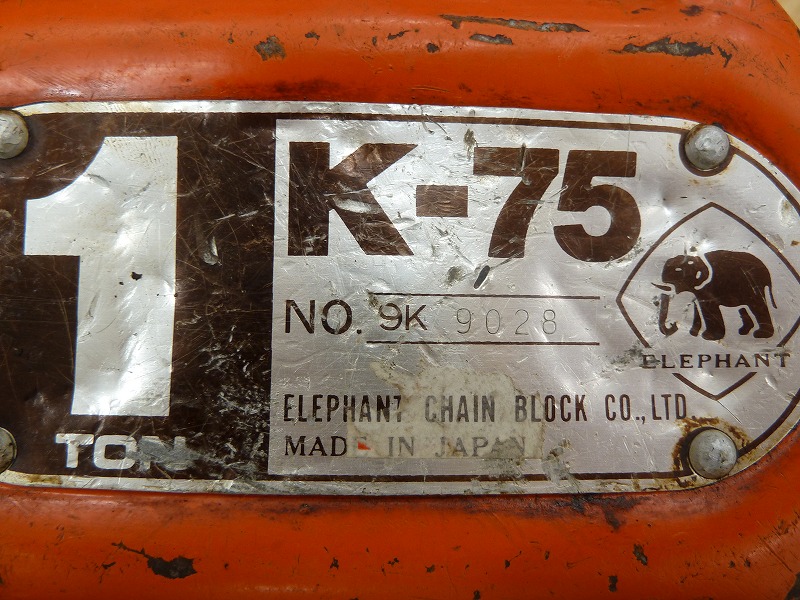 1
TON
K-75
NO. 9K 9028
ELEPHANT
ELEPHANT CHAIN BLOCK CO., LTD.
MADE IN JAPAN